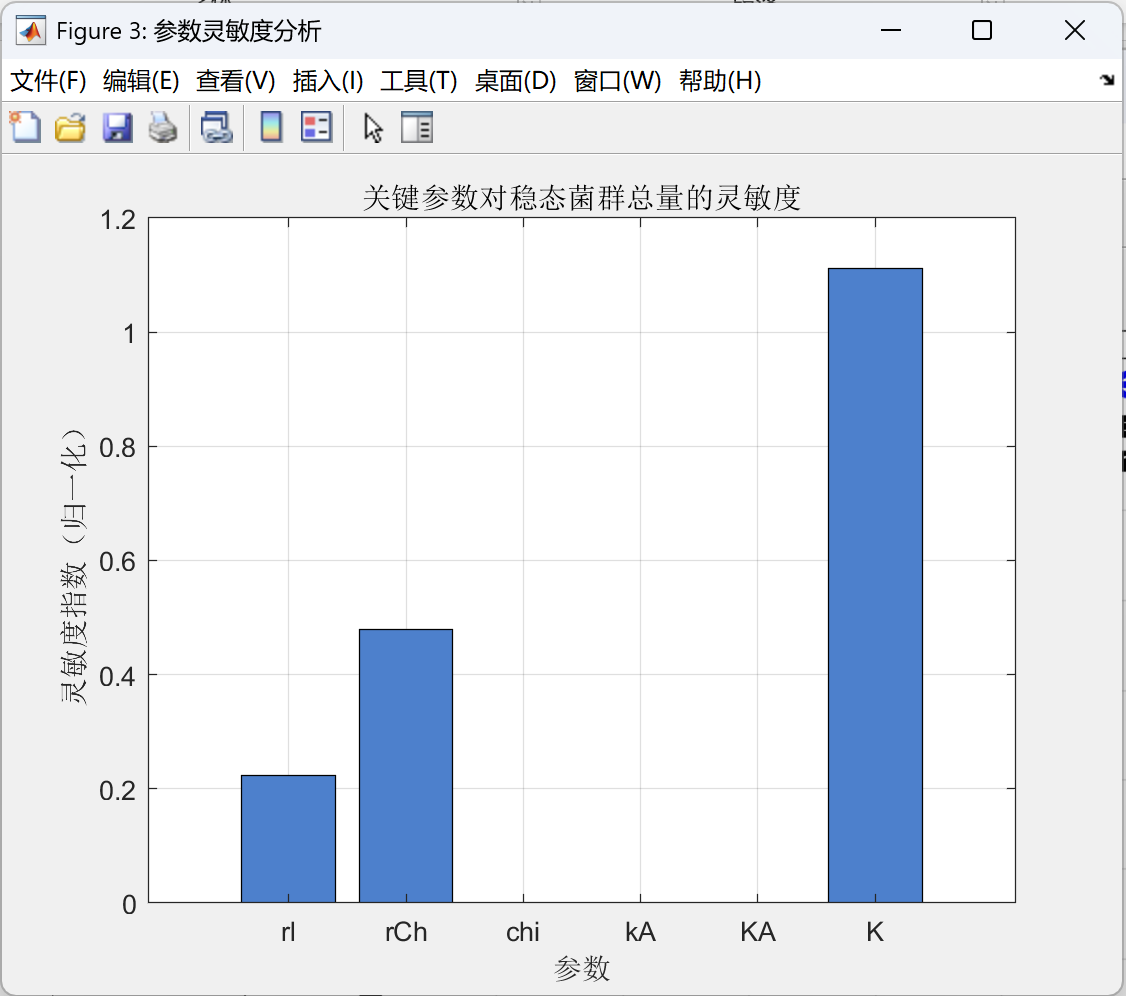 Figure 3: 参数灵敏度分析
文件(F) 编辑(E) 查看(V) 插入(I) 工具(T) 桌面(D) 窗口(W) 帮助(H)
关键参数对稳态菌群总量的灵敏度
灵敏度指数（归一化）
1.2
1
0.8
0.6
0.4
0.2
0
rI rCh chi kA KA K
参数